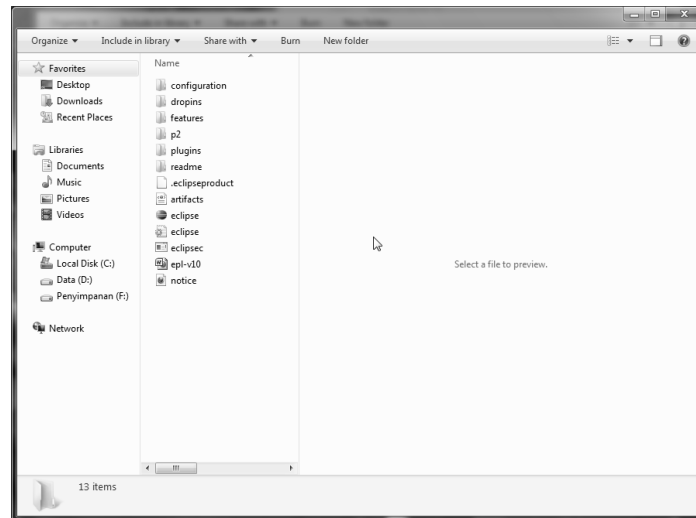 Organize Include in library Share with Burn New folder
Favorites
Desktop
Downloads
Recent Places
Libraries
Documents
Music
Pictures
Videos
Computer
Local Disk (C:)
Data (D:)
Penyimpanan (F:)
Network
Name
configuration
dropins
features
p2
plugins
readme
.eclipseproduct
artifacts
eclipse
eclipse
eclipsec
epl-v10
notice
Select a file to preview.
13 items